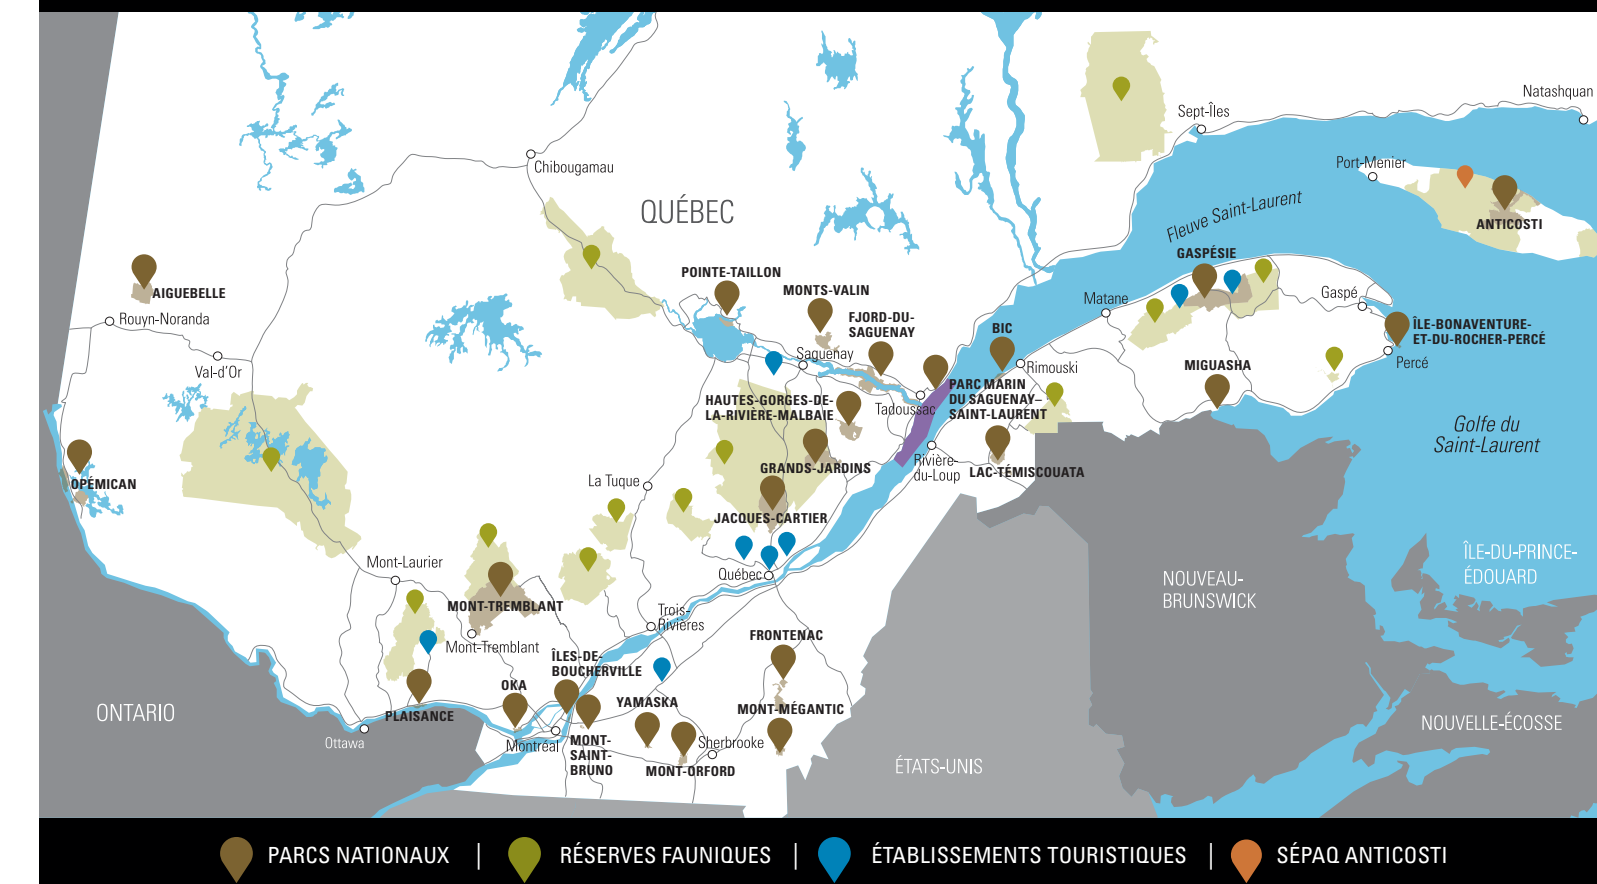 Natashquan
Sept-Îles
Port-Menier
Chibougamau
QUÉBEC
Fleuve Saint-Laurent
ANTICOSTI
GASPÉSIE
POINTE-TAILLON
MONTS-VALIN
AIGUEBELLE
Matane
Gaspé
Rouyn-Noranda
FJORD-DU-
SAGUENAY
BIC
ÎLE-BONAVENTURE-
ET-DU-ROCHER-PERCÉ
Saguenay
Percé
Val-d'Or
Rimouski
MIGUASHA
HAUTES-GORGES-DE-
LA-RIVIÈRE-MALBAIE
Tadoussac
PARC MARIN
DU SAGUENAY–
SAINT-LAURENT
Golfe du
Saint-Laurent
GRANDS-JARDINS
Rivière-
du-Loup
LAC-TÉMISCOUATA
OPÉMICAN
La Tuque
JACQUES-CARTIER
Mont-Laurier
Québec
ÎLE-DU-PRINCE-
ÉDOUARD
NOUVEAU-
BRUNSWICK
MONT-TREMBLANT
Trois-
Rivières
Mont-Tremblant
FRONTENAC
ÎLES-DE-
BOUCHERVILLE
OKA
YAMASKA
MONT-MÉGANTIC
ONTARIO
PLAISANCE
NOUVELLE-ÉCOSSE
Ottawa
Montréal
MONT-
SAINT-
BRUNO
Sherbrooke
MONT-ORFORD
ÉTATS-UNIS
PARCS NATIONAUX | RÉSERVES FAUNIQUES | ÉTABLISSEMENTS TOURISTIQUES | SÉPAQ ANTICOSTI